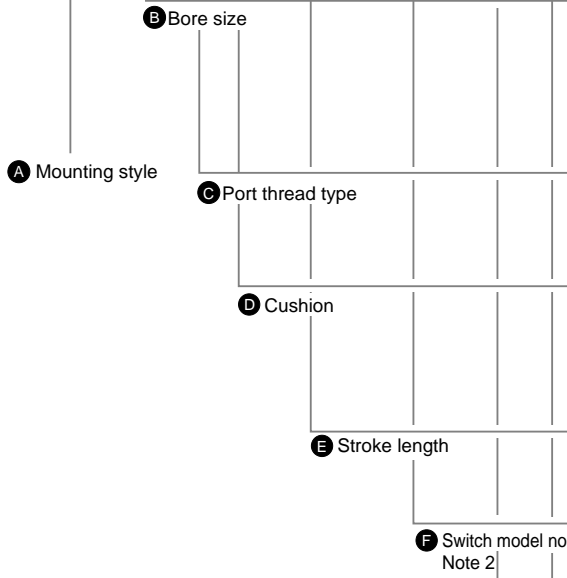 B Bore size
A Mounting style
C Port thread type
D Cushion
E Stroke length
F Switch model no
Note 2